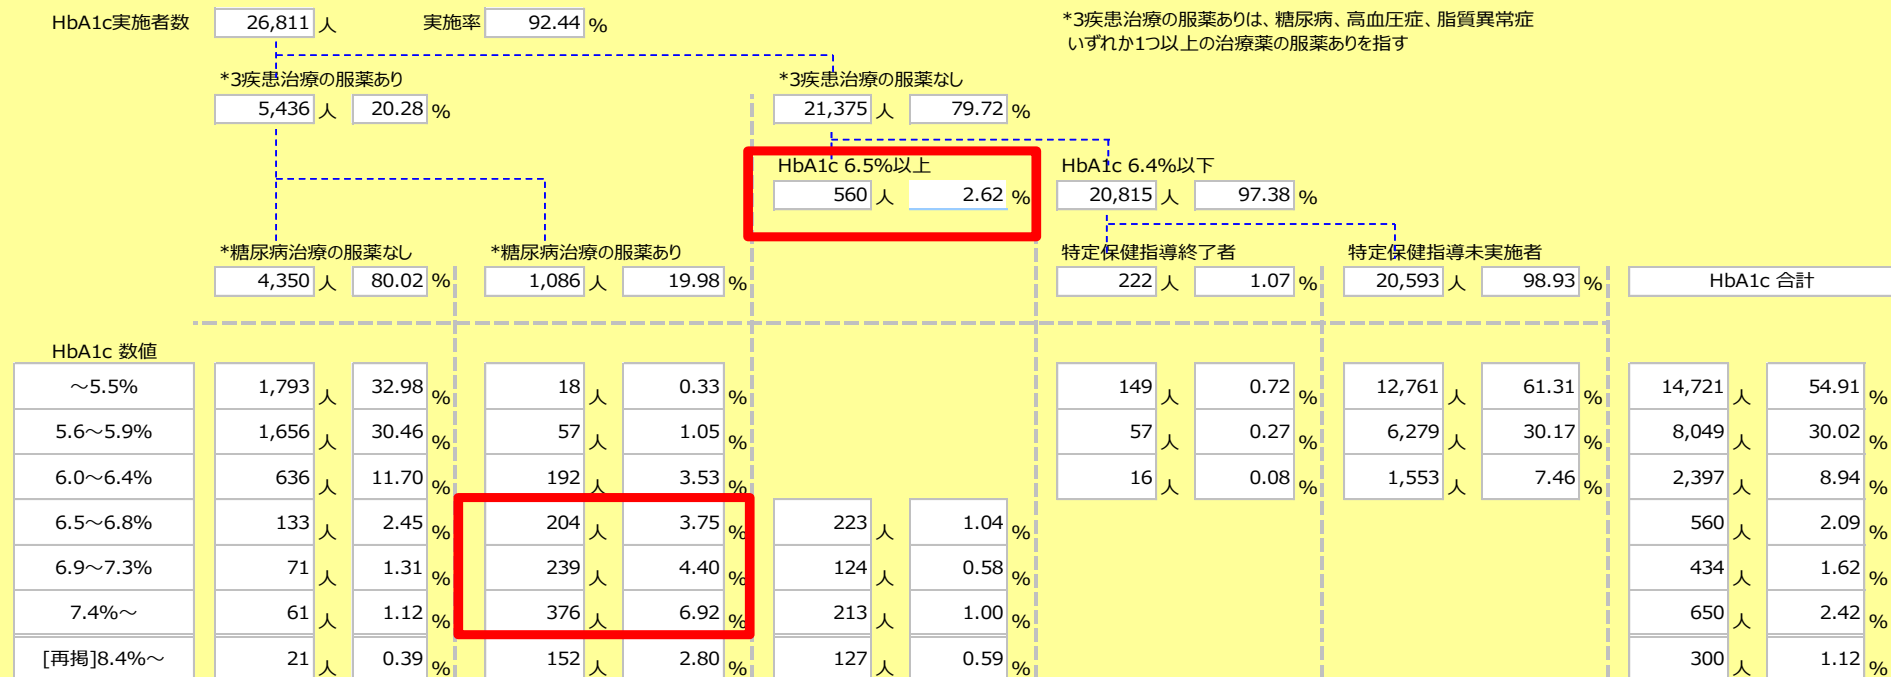 HbA1c実施者数 26,811 人 実施率 92.44 %
*3疾患治療の服薬ありは、糖尿病、高血圧症、脂質異常症
いずれか1つ以上の治療薬の服薬ありを指す
*3疾患治療の服薬あり *3疾患治療の服薬なし
5,436 人 20.28 % 21,375 人 79.72 %
HbA1c 6.5%以上 HbA1c 6.4%以下
560 人 2.62 % 20,815 人 97.38 %
*糖尿病治療の服薬なし *糖尿病治療の服薬あり 特定保健指導終了者 特定保健指導未実施者
4,350 人 80.02 % 1,086 人 19.98 % 222 人 1.07 % 20,593 人 98.93 % HbA1c 合計
HbA1c 数値
～5.5% 1,793 人 32.98 % 18 人 0.33 % 149 人 0.72 % 12,761 人 61.31 % 14,721 人 54.91 %
5.6～5.9% 1,656 人 30.46 % 57 人 1.05 % 57 人 0.27 % 6,279 人 30.17 % 8,049 人 30.02 %
6.0～6.4% 636 人 11.70 % 192 人 3.53 % 16 人 0.08 % 1,553 人 7.46 % 2,397 人 8.94 %
6.5～6.8% 133 人 2.45 % 204 人 3.75 % 223 人 1.04 % 560 人 2.09 %
6.9～7.3% 71 人 1.31 % 239 人 4.40 % 124 人 0.58 % 434 人 1.62 %
7.4%～ 61 人 1.12 % 376 人 6.92 % 213 人 1.00 % 650 人 2.42 %
[再掲]8.4%～ 21 人 0.39 % 152 人 2.80 % 127 人 0.59 % 300 人 1.12 %